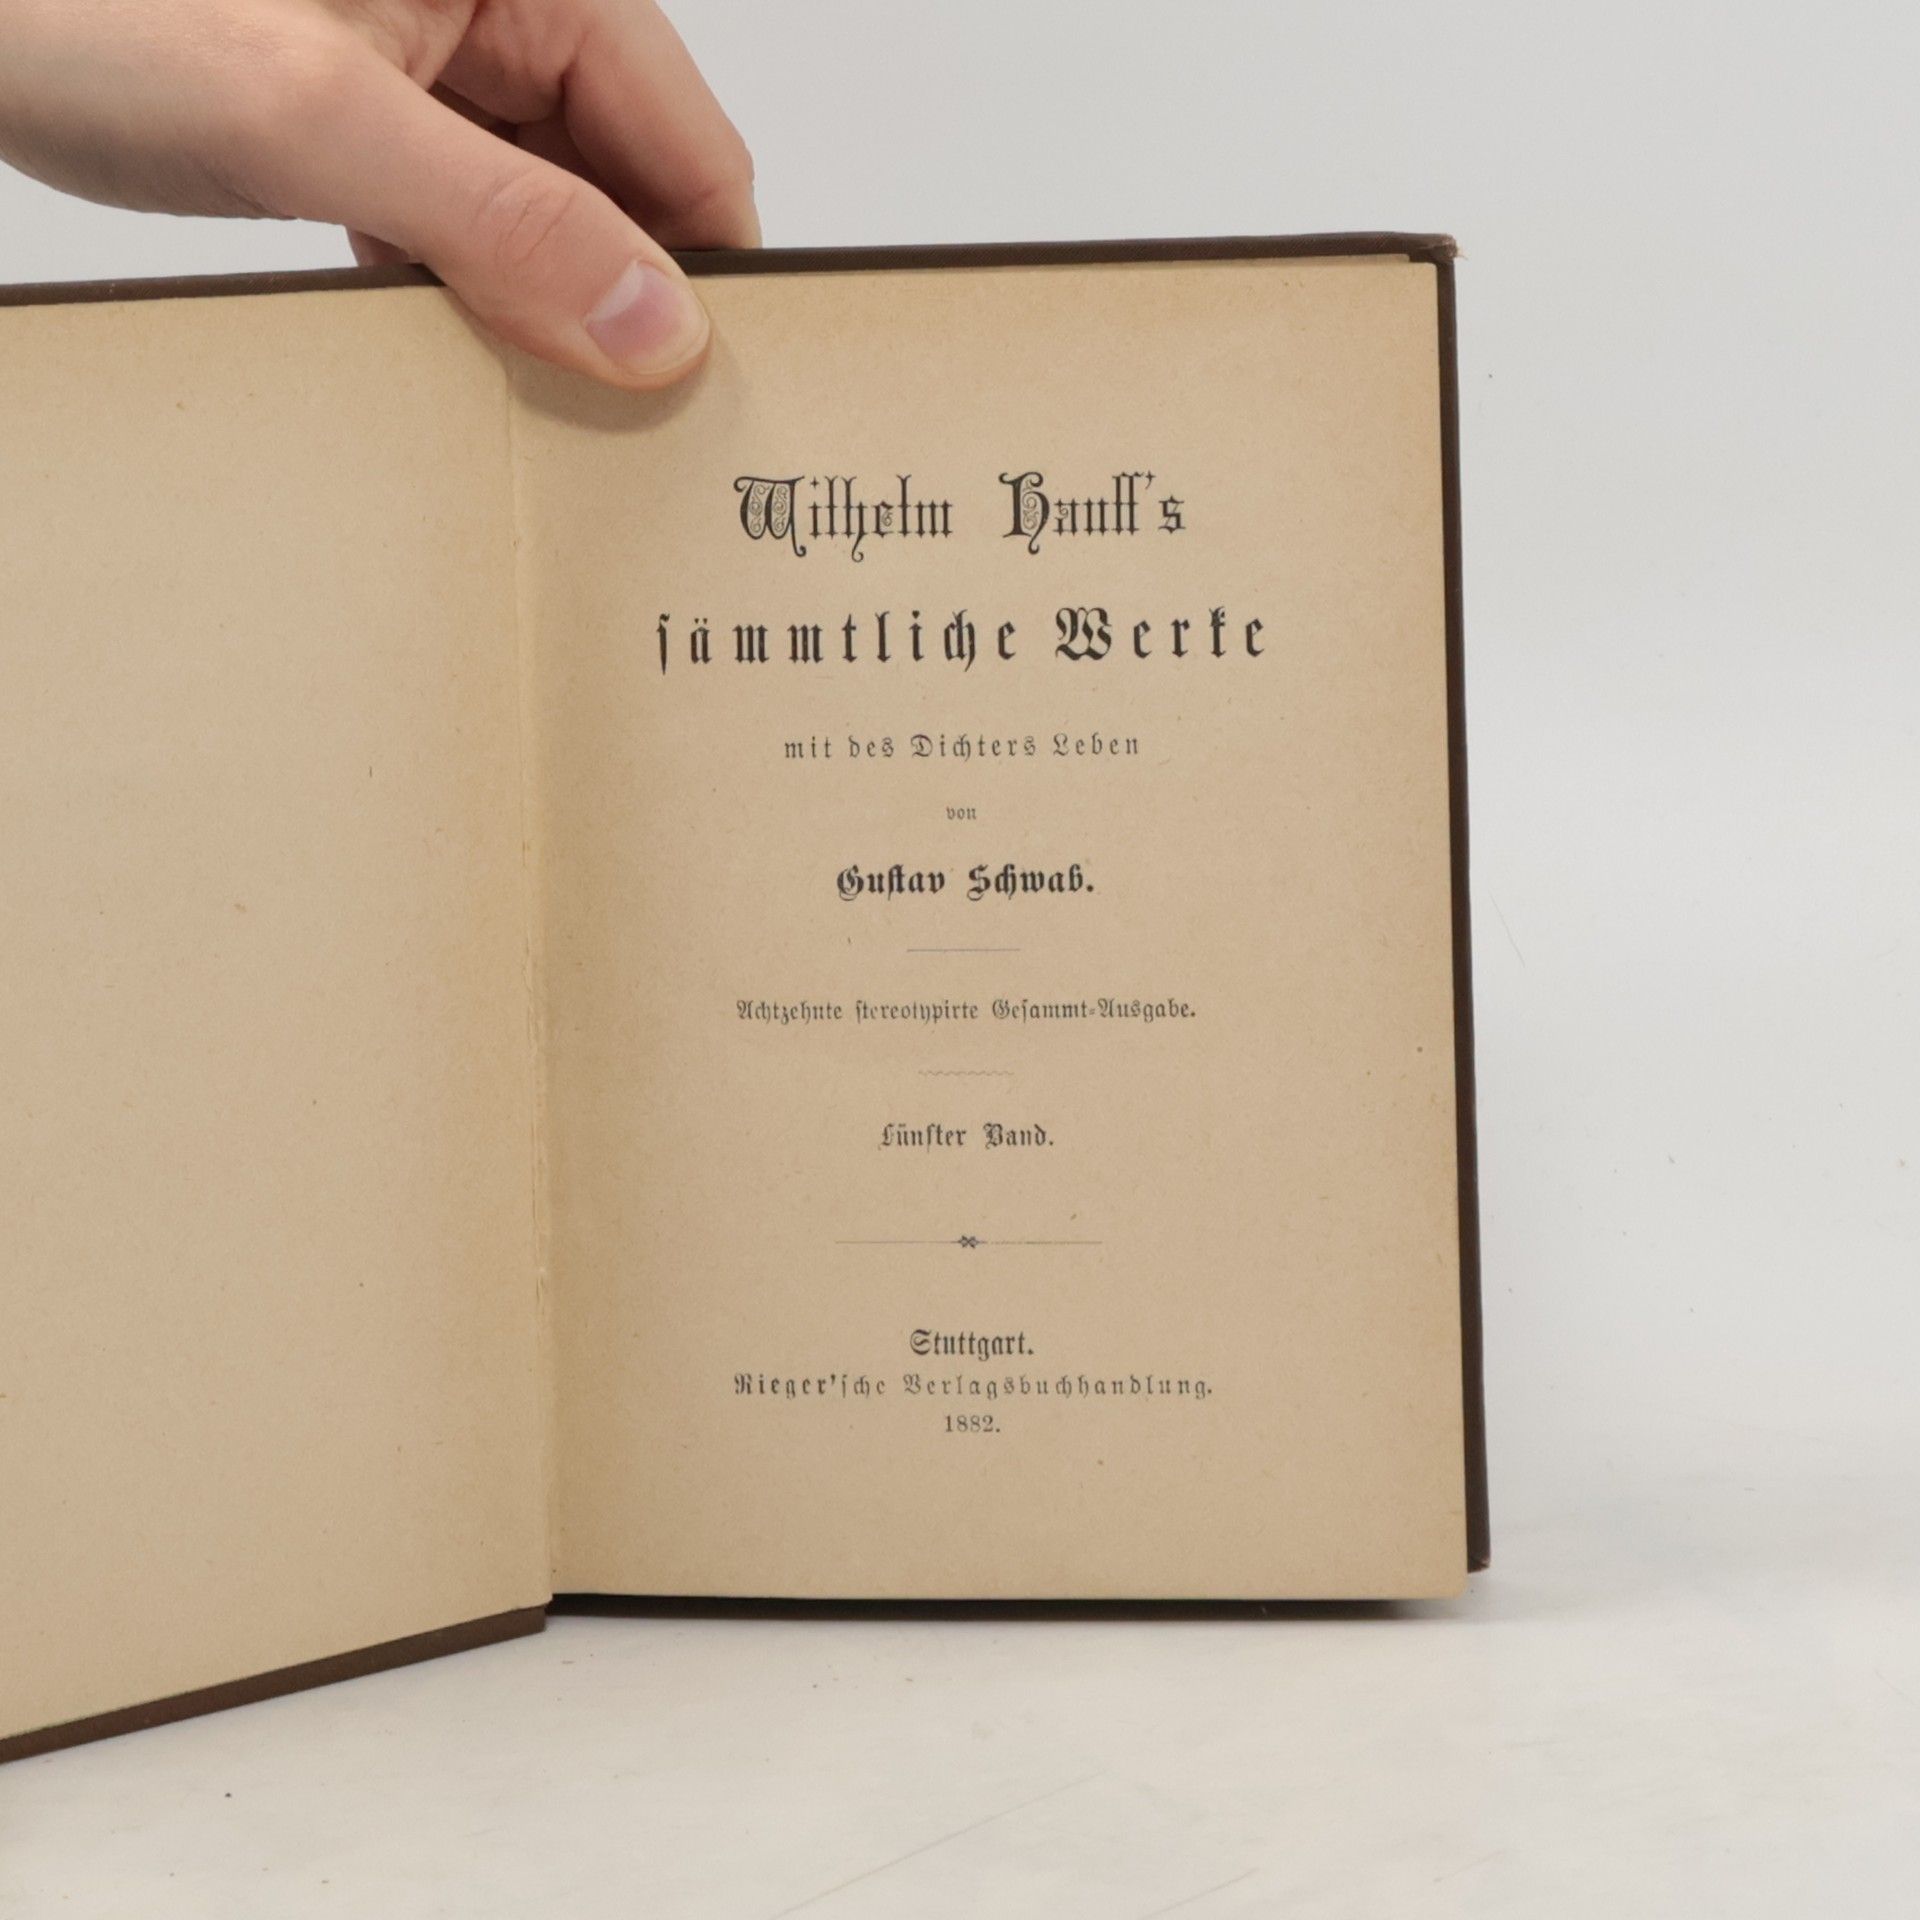 Wilhelm Hauff's
sämmtliche Werke
mit des Dichters Leben
von
Gustav Schwab.
Achtzehnte stereotypirte Gesammt-Ausgabe.
Fünfter Band.
Stuttgart.
Rieger'sche Verlagsbuchhandlung.
1882.